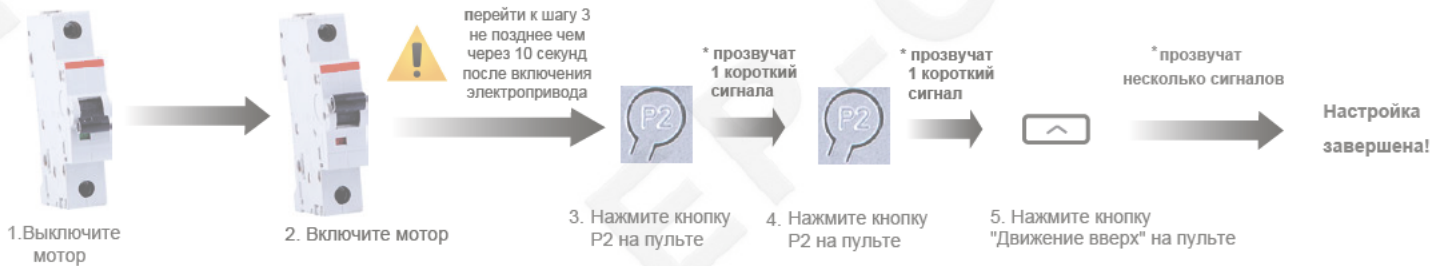 перейти к шагу 3
не позднее чем
через 10 секунд
после включения
электропривода
* прозвучат
1 короткий
сигнала
* прозвучат
1 короткий
сигнал
* прозвучат
несколько сигналов
Настройка
завершена!
P2
P2
1.Выключите
мотор
2. Включите мотор
3. Нажмите кнопку
P2 на пульте
4. Нажмите кнопку
P2 на пульте
5. Нажмите кнопку
"Движение вверх" на пульте